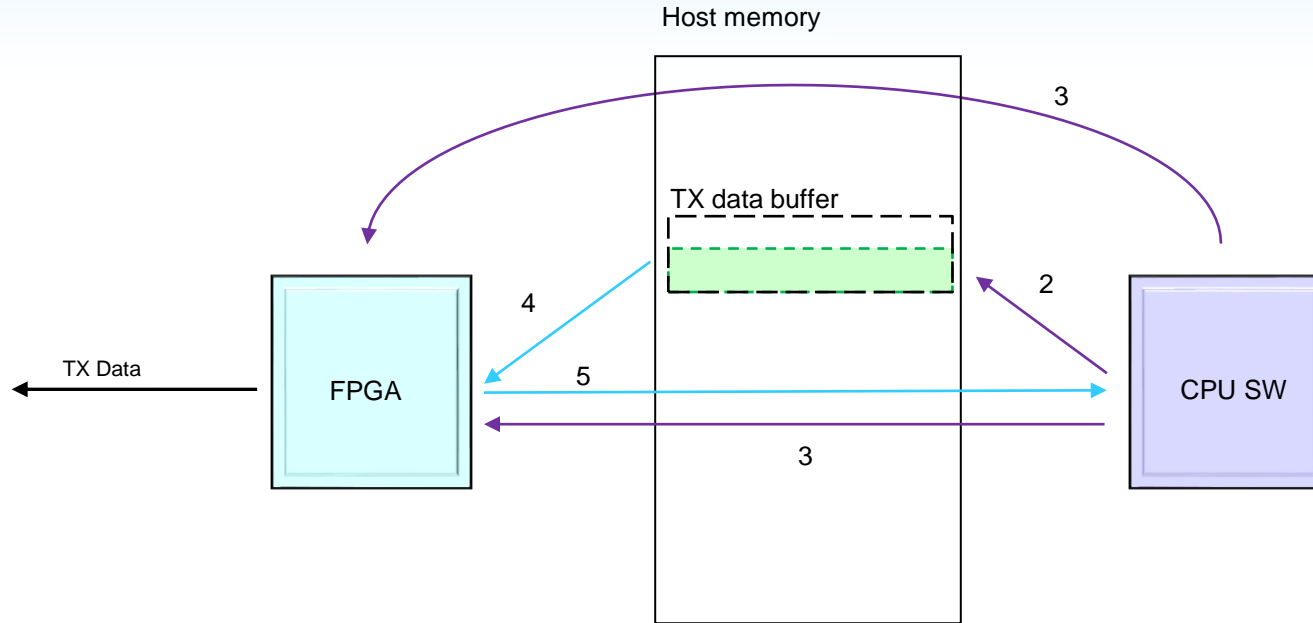 Host memory
3
TX data buffer
2
4
TX Data
5
FPGA
CPU SW
3